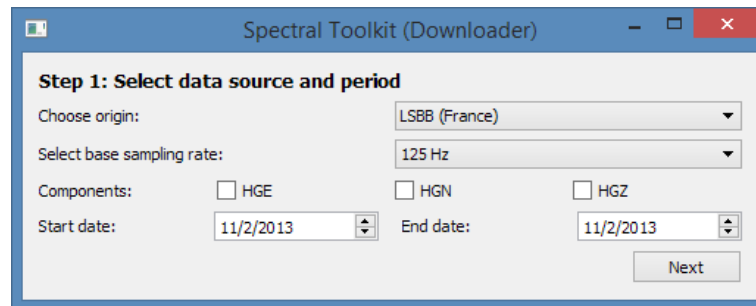 Spectral Toolkit (Downloader)
Step 1: Select data source and period
Choose origin: LSBB (France)
Select base sampling rate: 125 Hz
Components: HGE HGN HGZ
Start date: 11/2/2013 End date: 11/2/2013
Next